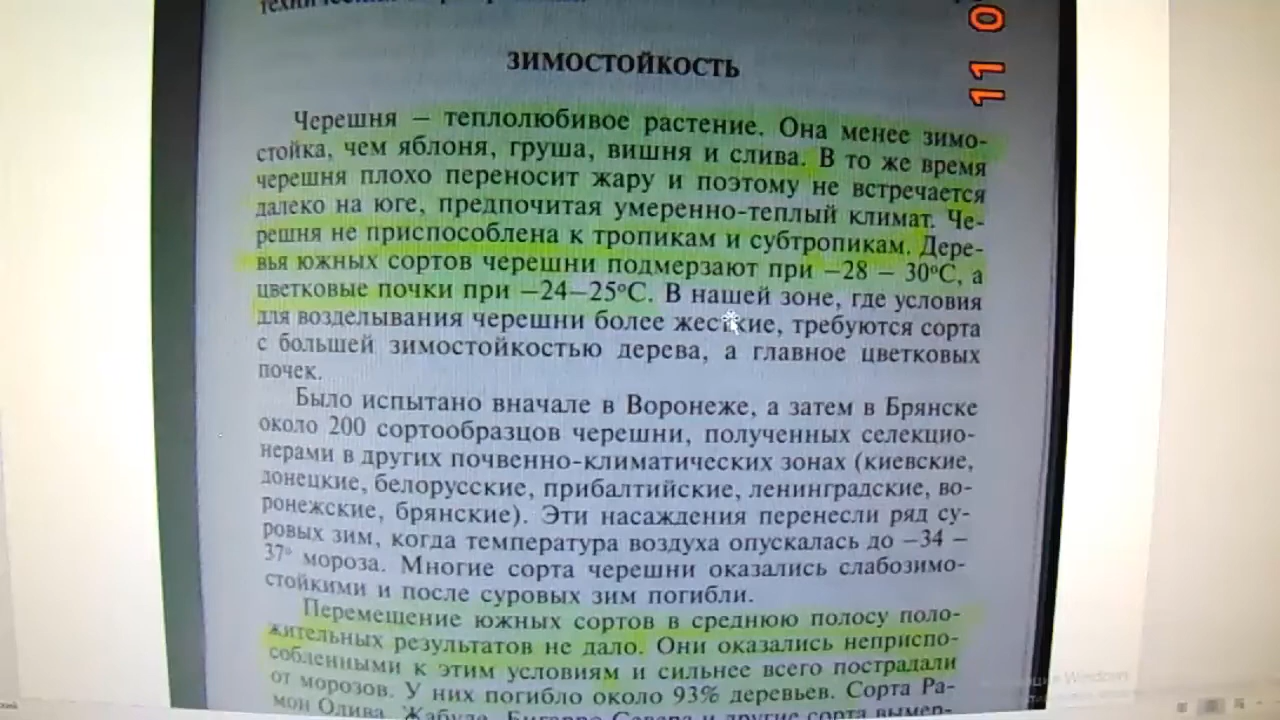 ЗИМОСТОЙКОСТЬ
Черешня – теплолюбивое растение. Она менее зимо-
стойка, чем яблоня, груша, вишня и слива. В то же время
черешня плохо переносит жару и поэтому не встречается
далеко на юге, предпочитая умеренно-теплый климат. Че-
решня не приспособлена к тропикам и субтропикам. Дере-
вья южных сортов черешни подмерзают при –28 – 30°С, а
цветковые почки при –24–25°С. В нашей зоне, где условия
для возделывания черешни более жесткие, требуются сорта
с большей зимостойкостью дерева, а главное цветковых
почек.
Было испытано вначале в Воронеже, а затем в Брянске
около 200 сортообразцов черешни, полученных селекцио-
нерами в других почвенно-климатических зонах (киевские,
донецкие, белорусские, прибалтийские, ленинградские, во-
ронежские, брянские). Эти насаждения перенесли ряд су-
ровых зим, когда температура воздуха опускалась до –34 –
37° мороза. Многие сорта черешни оказались слабозимо-
стойкими и после суровых зим погибли.
Перемещение южных сортов в среднюю полосу поло-
жительных результатов не дало. Они оказались неприспо-
собленными к этим условиям и сильнее всего пострадали
от морозов. У них погибло около 93% деревьев. Сорта Ра-
мон Олива, Жабуле, Бигарро и другие сорта вымер-
11 0
Windows